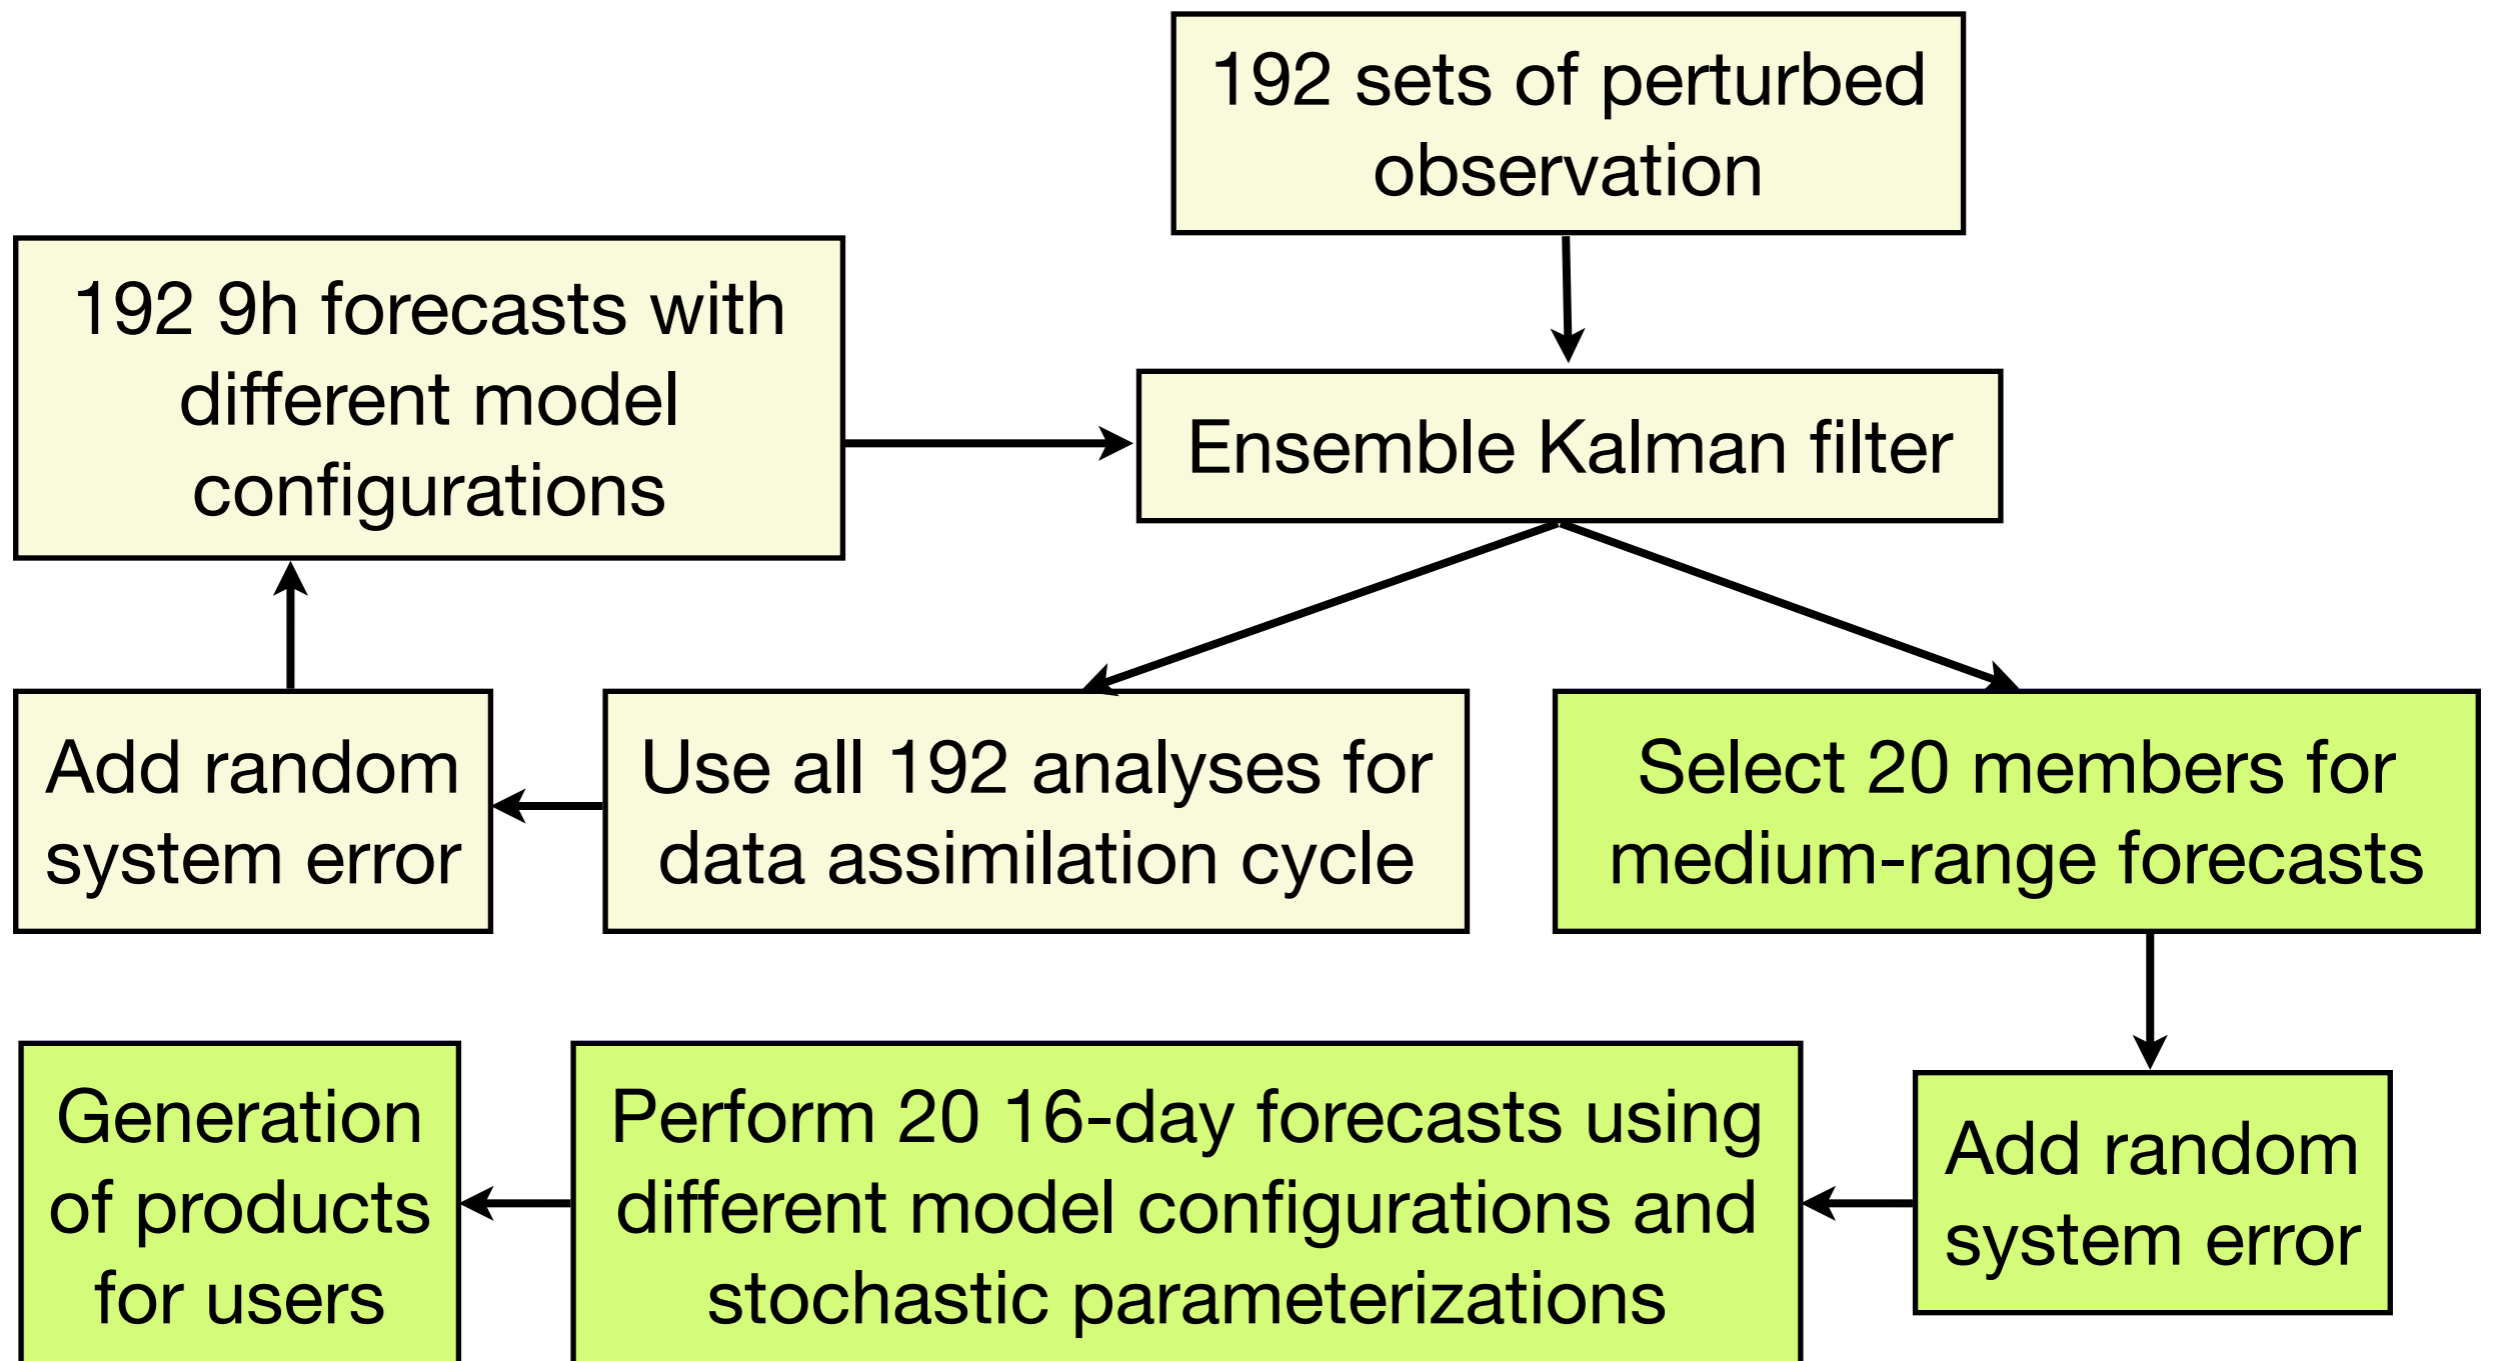 192 sets of perturbed
observation
192 9h forecasts with
different model
configurations
Ensemble Kalman filter
Add random
system error
Use all 192 analyses for
data assimilation cycle
Select 20 members for
medium-range forecasts
Generation
of products
for users
Perform 20 16-day forecasts using
different model configurations and
stochastic parameterizations
Add random
system error